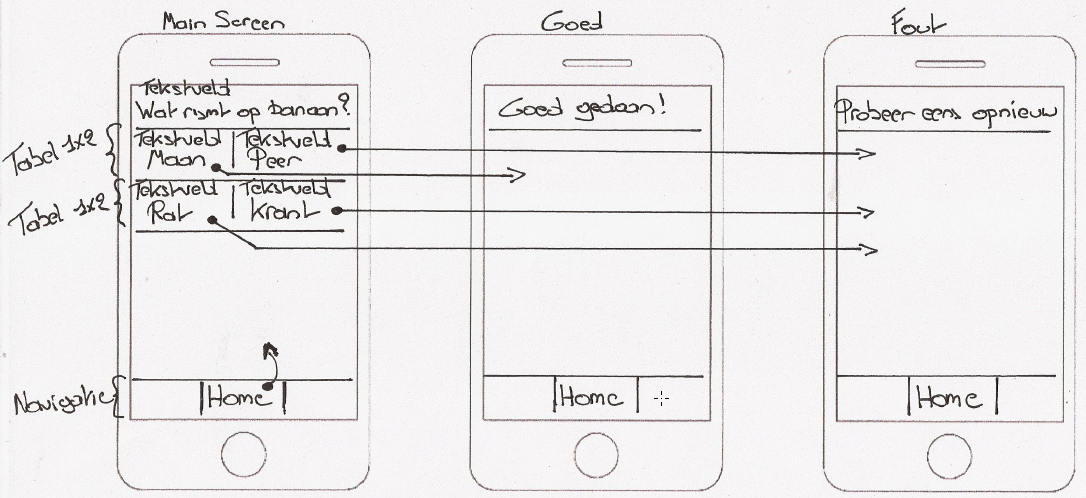 Main Screen
Goed
Fout
Tekstveld
Wat rijmt op banaan?
Tabel 1x2
Tekstveld
Maan
Tekstveld
Peer
Tabel 1x2
Tekstveld
Rat
Tekstveld
Krant
Navigatie
Home
Goed gedaan!
Home
Probeer eens opnieuw
Home